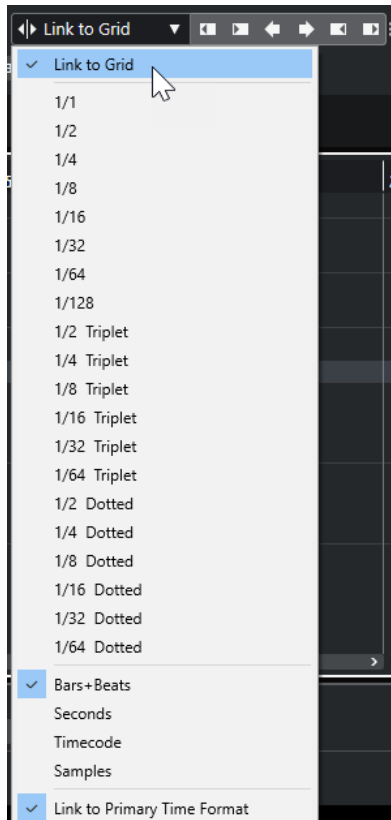 Link to Grid
Link to Grid
1/1
1/2
1/4
1/8
1/16
1/32
1/64
1/128
1/2 Triplet
1/4 Triplet
1/8 Triplet
1/16 Triplet
1/32 Triplet
1/64 Triplet
1/2 Dotted
1/4 Dotted
1/8 Dotted
1/16 Dotted
1/32 Dotted
1/64 Dotted
Bars+Beats
Seconds
Timecode
Samples
Link to Primary Time Format